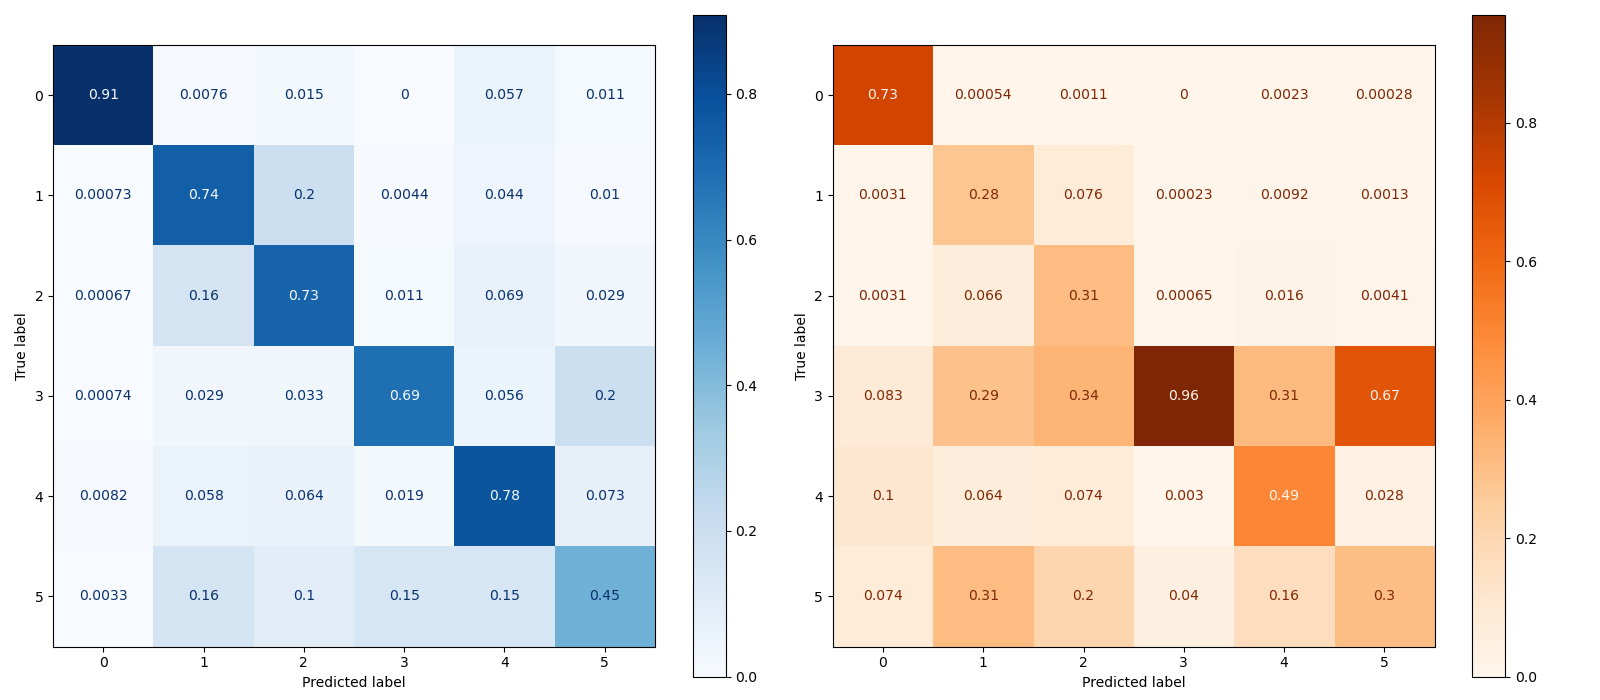 0 0.91 0.0076 0.015 0 0.057 0.011
1 0.00073 0.74 0.2 0.0044 0.044 0.01
2 0.00067 0.16 0.73 0.011 0.069 0.029
3 0.00074 0.029 0.033 0.69 0.056 0.2
4 0.0082 0.058 0.064 0.019 0.78 0.073
5 0.0033 0.16 0.1 0.15 0.15 0.45
0 1 2 3 4 5
True label
Predicted label
0.8
0.6
0.4
0.2
0.0
0 0.73 0.00054 0.0011 0 0.0023 0.00028
1 0.0031 0.28 0.076 0.00023 0.0092 0.0013
2 0.0031 0.066 0.31 0.00065 0.016 0.0041
3 0.083 0.29 0.34 0.96 0.31 0.67
4 0.1 0.064 0.074 0.003 0.49 0.028
5 0.074 0.31 0.2 0.04 0.16 0.3
0 1 2 3 4 5
True label
Predicted label
0.8
0.6
0.4
0.2
0.0